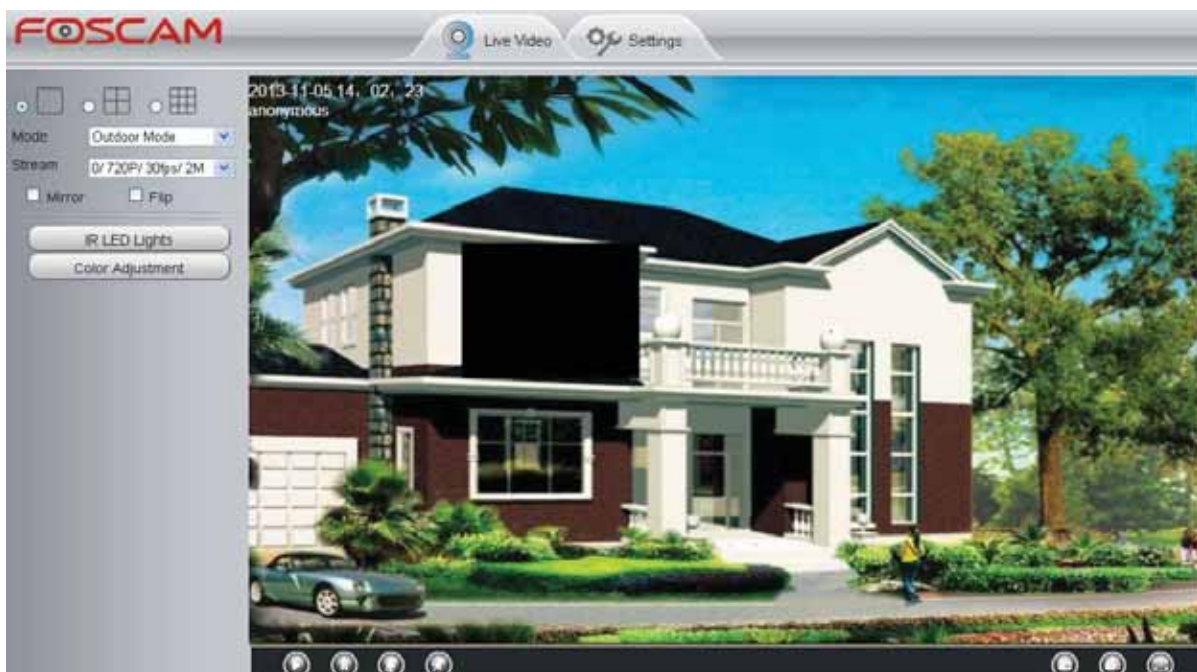 FOSCAM
Live Video
Settings
2013-11-05 14, 02, 23
anonymous
Mode
Outdoor Mode
Stream
0/ 720P/ 30fps/ 2M
Mirror
Flip
IR LED Lights
Color Adjustment